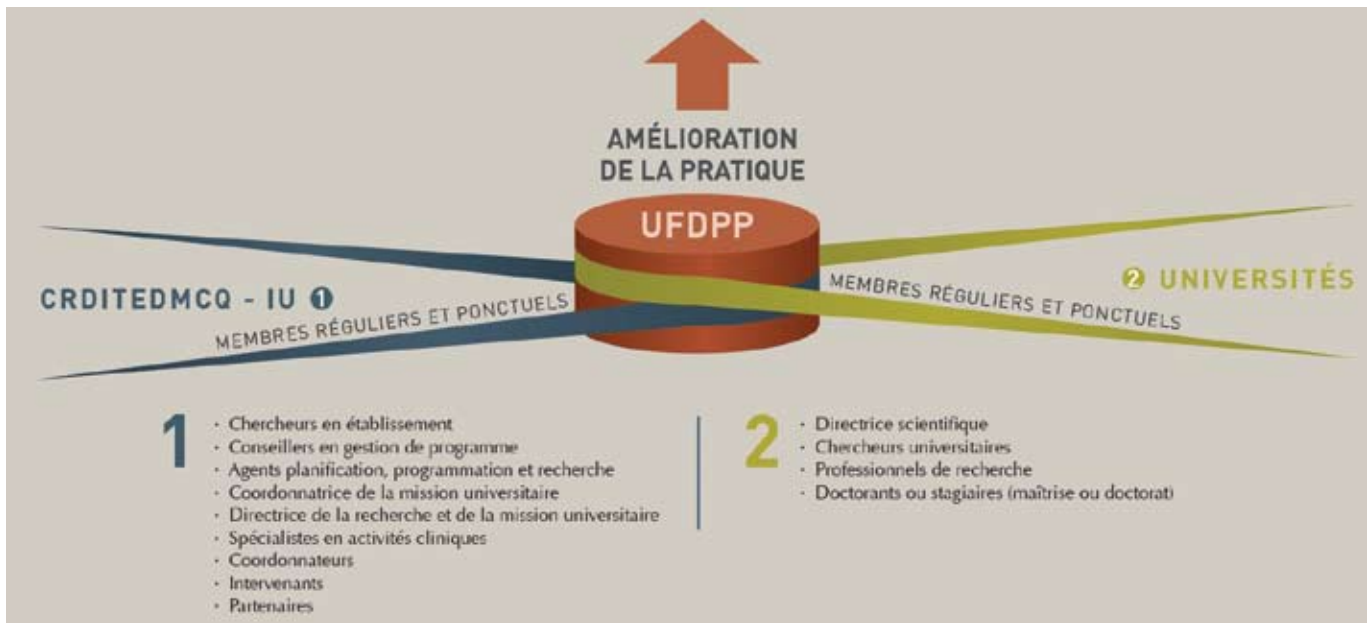 AMÉLIORATION
DE LA PRATIQUE
UFDPP
CRDITEDMCQ - IU 1
MEMBRES RÉGULIERS ET PONCTUELS
MEMBRES RÉGULIERS ET PONCTUELS
2 UNIVERSITÉS
1
· Chercheurs en établissement
· Conseillers en gestion de programme
· Agents planification, programmation et recherche
· Coordonnatrice de la mission universitaire
· Directrice de la recherche et de la mission universitaire
· Spécialistes en activités cliniques
· Coordonnateurs
· Intervenants
· Partenaires
2
· Directrice scientifique
· Chercheurs universitaires
· Professionnels de recherche
· Doctorants ou stagiaires (maîtrise ou doctorat)